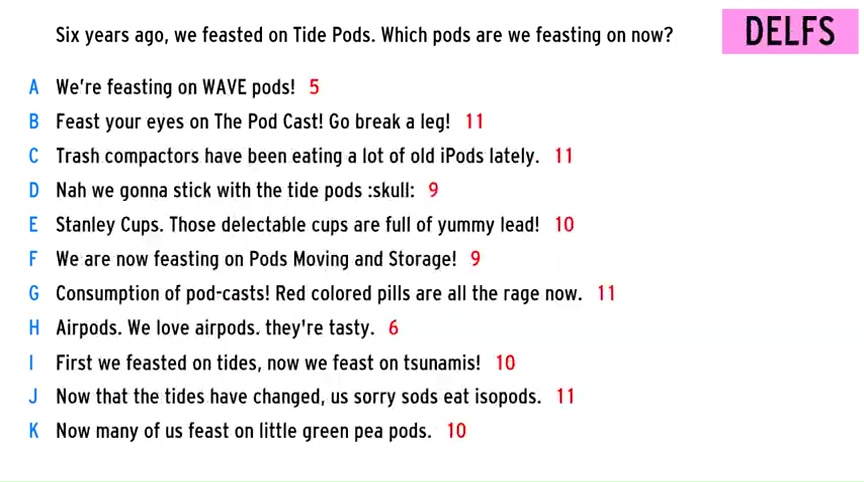 Six years ago, we feasted on Tide Pods. Which pods are we feasting on now?
DELFS
A We're feasting on WAVE pods! 5
B Feast your eyes on The Pod Cast! Go break a leg! 11
C Trash compactors have been eating a lot of old iPods lately. 11
D Nah we gonna stick with the tide pods :skull: 9
E Stanley Cups. Those delectable cups are full of yummy lead! 10
F We are now feasting on Pods Moving and Storage! 9
G Consumption of pod-casts! Red colored pills are all the rage now. 11
H Airpods. We love airpods. they're tasty. 6
I First we feasted on tides, now we feast on tsunamis! 10
J Now that the tides have changed, us sorry sods eat isopods. 11
K Now many of us feast on little green pea pods. 10